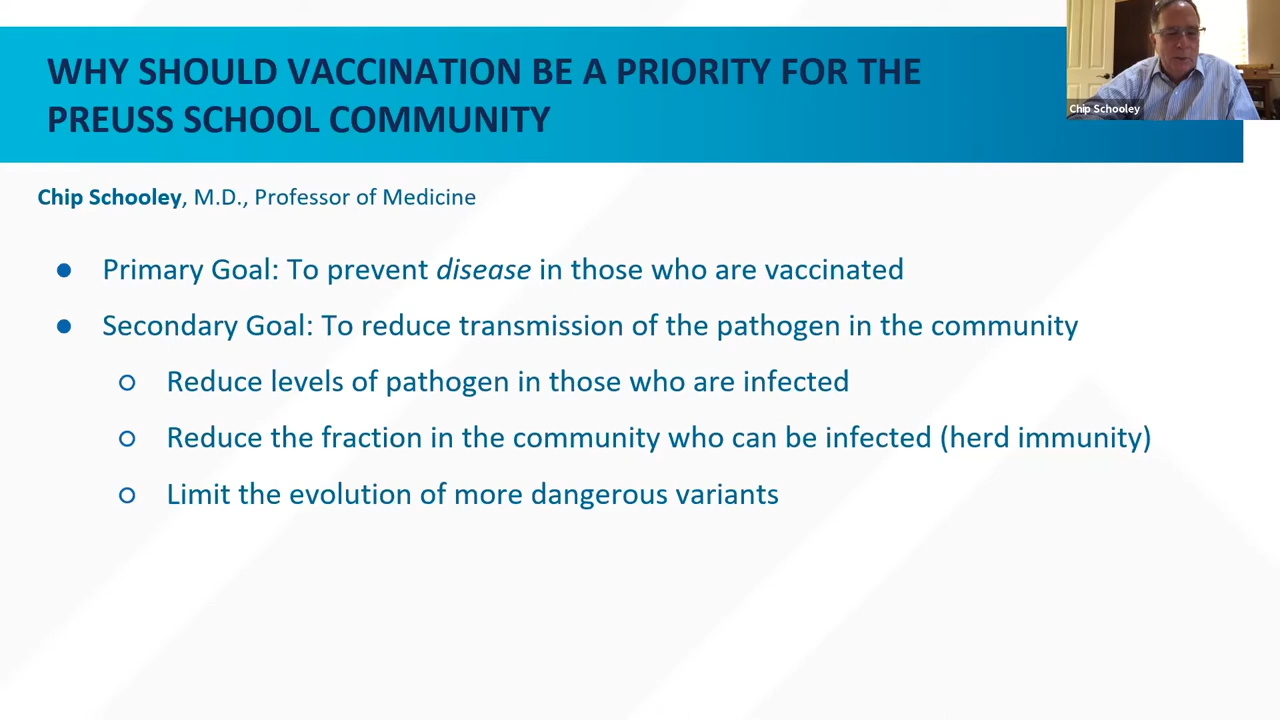 WHY SHOULD VACCINATION BE A PRIORITY FOR THE
PREUSS SCHOOL COMMUNITY
Chip Schooley
Chip Schooley, M.D., Professor of Medicine
● Primary Goal: To prevent disease in those who are vaccinated
● Secondary Goal: To reduce transmission of the pathogen in the community
○ Reduce levels of pathogen in those who are infected
○ Reduce the fraction in the community who can be infected (herd immunity)
○ Limit the evolution of more dangerous variants